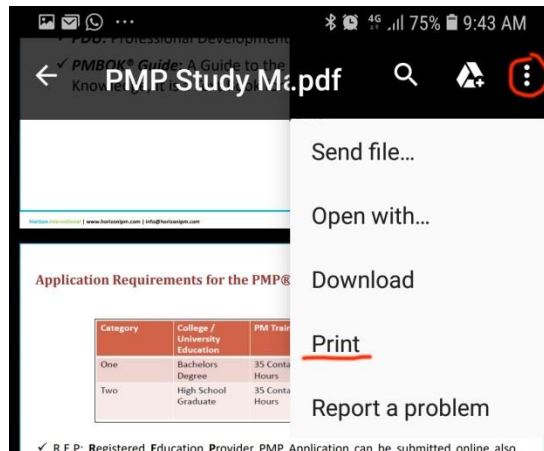 4G 75% 9:43 AM
PDU: Professional Development
✓ PMBOK® Guide: A Guide to the
PMP Study Ma.pdf
Send file...
Open with...
Download
Print
Report a problem
Horizon International | www.horizonipm.com | info@horizonipm.com
Application Requirements for the PMP®
Category College / University Education PM Train
One Bachelors Degree 35 Conta Hours
Two High School Graduate 35 Conta Hours
✓ R.E.P: Registered Education Provider PMP Application can be submitted online also